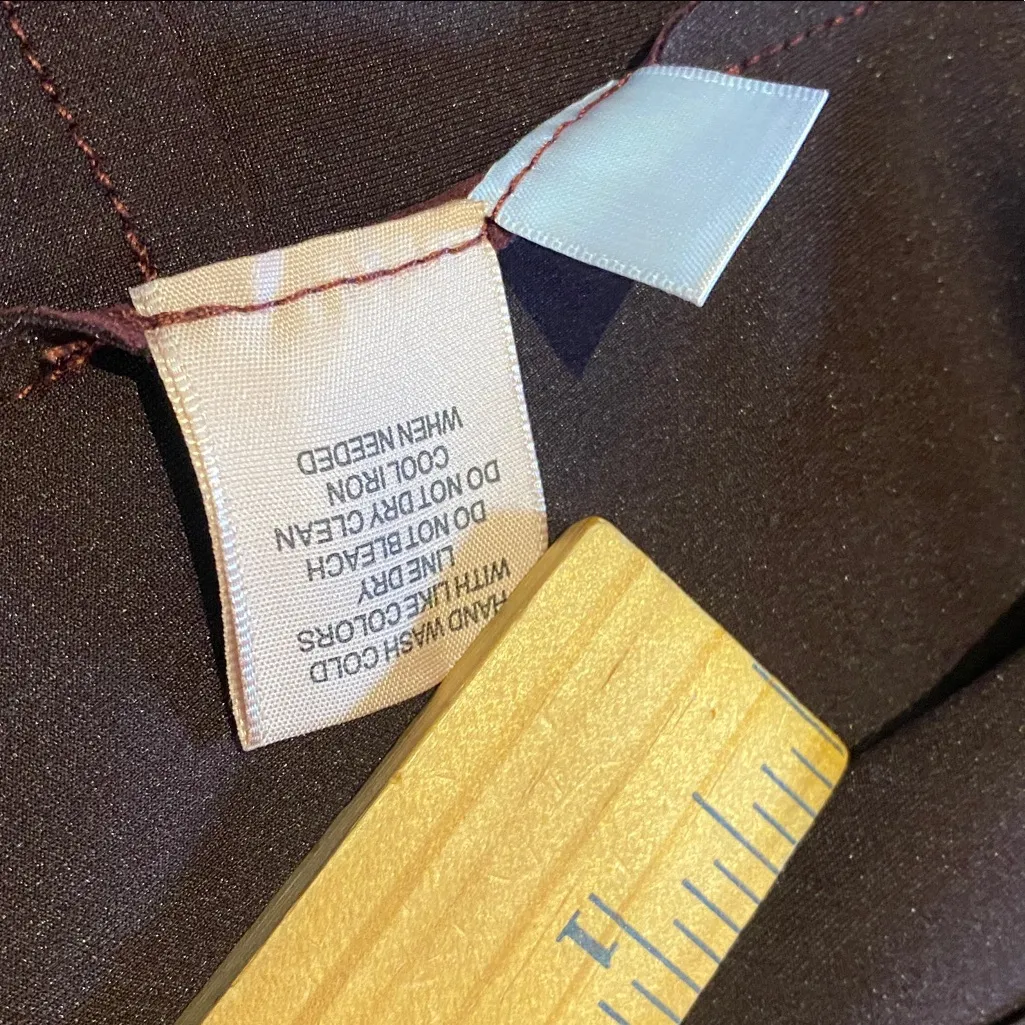 HAND WASH COLD
WITH LIKE COLORS
LINE DRY
DO NOT BLEACH
DO NOT DRY CLEAN
COOL IRON
WHEN NEEDED
1